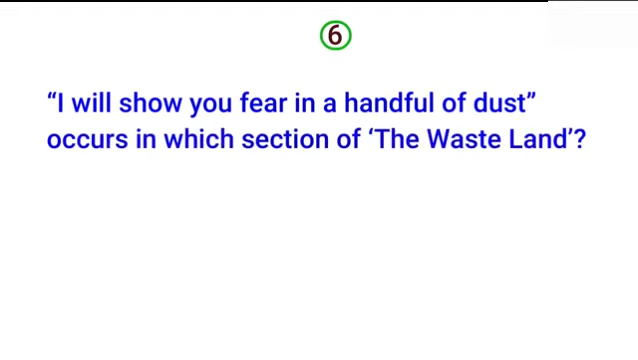 6
“I will show you fear in a handful of dust”
occurs in which section of ‘The Waste Land’?